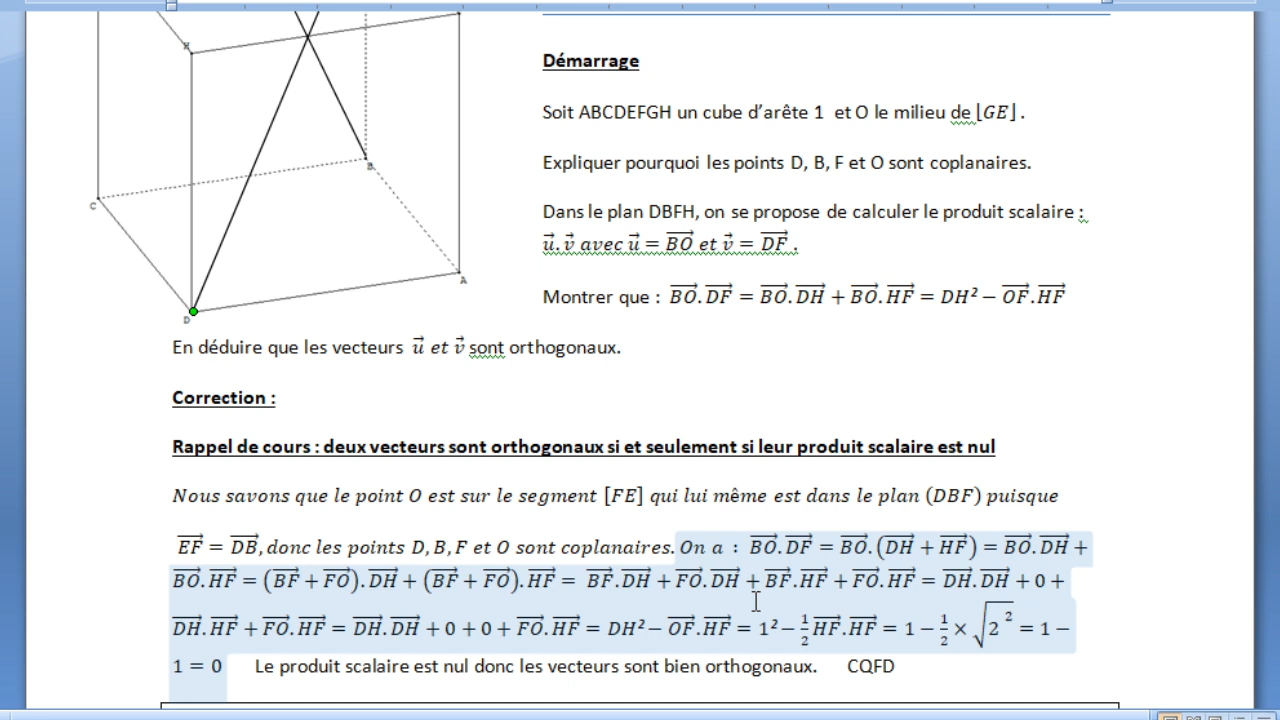 H
Démarrage
Soit ABCDEFGH un cube d’arête 1 et O le milieu de ⌊GE⌋ .
B
Expliquer pourquoi les points D, B, F et O sont coplanaires.
C
Dans le plan DBFH, on se propose de calculer le produit scalaire :
u⃗. v⃗ avec u⃗ = BO⃗ et v⃗ = DF⃗ .
A
Montrer que : BO⃗. DF⃗ = BO⃗. DH⃗ + BO⃗. HF⃗ = DH² − OF⃗ . HF⃗
D
En déduire que les vecteurs u⃗ et v⃗ sont orthogonaux.
Correction :
Rappel de cours : deux vecteurs sont orthogonaux si et seulement si leur produit scalaire est nul
Nous savons que le point O est sur le segment [FE] qui lui même est dans le plan (DBF) puisque
EF⃗ = DB⃗, donc les points D, B, F et O sont coplanaires. On a : BO⃗. DF⃗ = BO⃗. (DH⃗ + HF⃗) = BO⃗. DH⃗ +
BO⃗. HF⃗ = (BF⃗ + FO⃗). DH⃗ + (BF⃗ + FO⃗). HF⃗ = BF⃗. DH⃗ + FO⃗. DH⃗ + BF⃗. HF⃗ + FO⃗. HF⃗ = DH⃗. DH⃗ + 0 +
DH⃗. HF⃗ + FO⃗. HF⃗ = DH⃗. DH⃗ + 0 + 0 + FO⃗. HF⃗ = DH² − OF⃗. HF⃗ = 1² − ½ HF⃗. HF⃗ = 1 − ½ × √2² = 1 −
1 = 0 Le produit scalaire est nul donc les vecteurs sont bien orthogonaux. CQFD